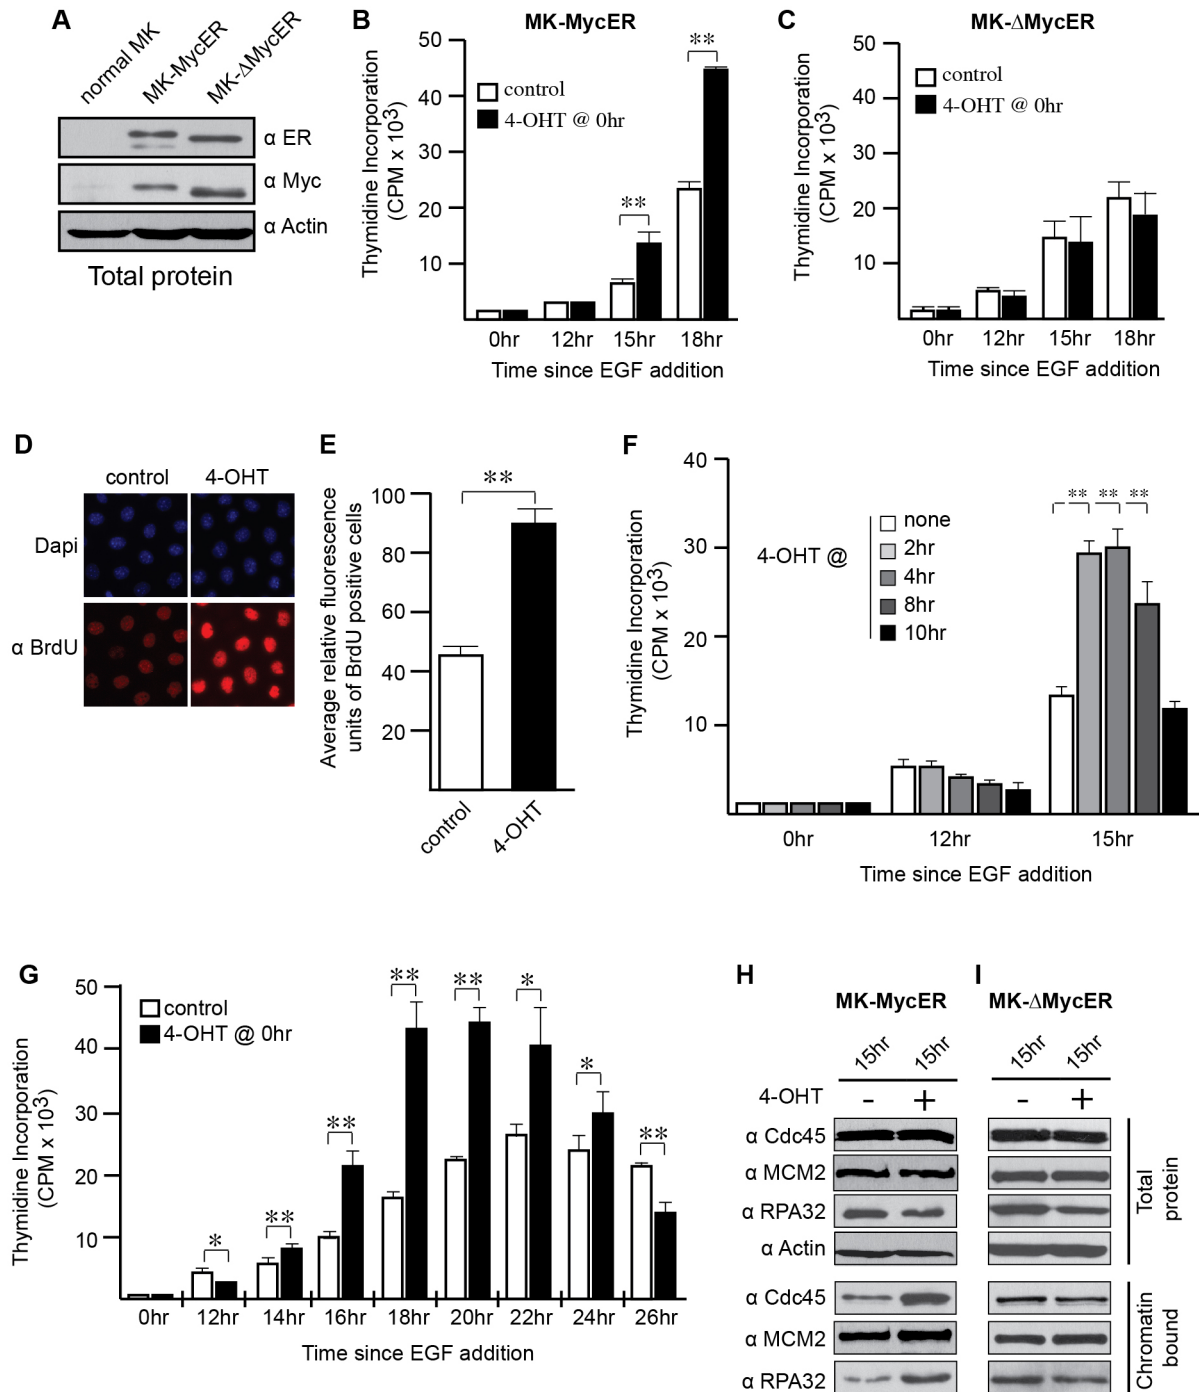 A
normal MK
MK-MycER
MK-ΔMycER
α ER
α Myc
α Actin
Total protein
B
MK-MycER
Thymidine Incorporation
(CPM x 10³)
50
40
30
20
10
control
4-OHT @ 0hr
**
**
0hr 12hr 15hr 18hr
Time since EGF addition
C
MK-ΔMycER
Thymidine Incorporation
(CPM x 10³)
50
40
30
20
10
control
4-OHT @ 0hr
0hr 12hr 15hr 18hr
Time since EGF addition
D
control 4-OHT
Dapi
α BrdU
E
Average relative fluorescence
units of BrdU positive cells
100
80
60
40
20
**
control
4-OHT
F
Thymidine Incorporation
(CPM x 10³)
40
30
20
10
4-OHT @
none
2hr
4hr
8hr
10hr
** ** **
0hr 12hr 15hr
Time since EGF addition
G
Thymidine Incorporation
(CPM x 10³)
50
40
30
20
10
control
4-OHT @ 0hr
* ** ** ** ** * * **
0hr 12hr 14hr 16hr 18hr 20hr 22hr 24hr 26hr
Time since EGF addition
H
MK-MycER
15hr 15hr
4-OHT - +
α Cdc45
α MCM2
α RPA32
α Actin
α Cdc45
α MCM2
α RPA32
I
MK-ΔMycER
15hr 15hr
- +
Total
protein
Chromatin
bound